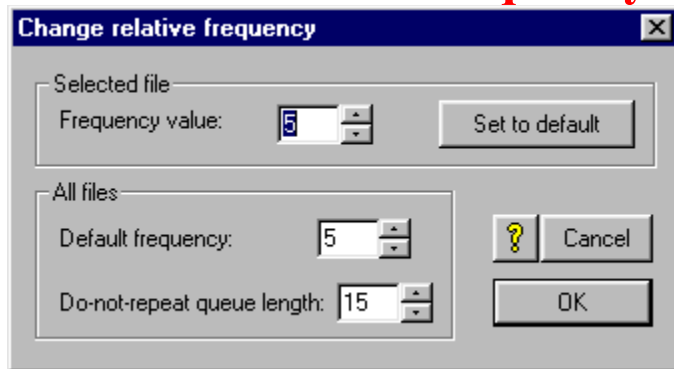 Change relative frequency
Selected file
Frequency value: 5 Set to default
All files
Default frequency: 5
? Cancel
Do-not-repeat queue length: 15
OK